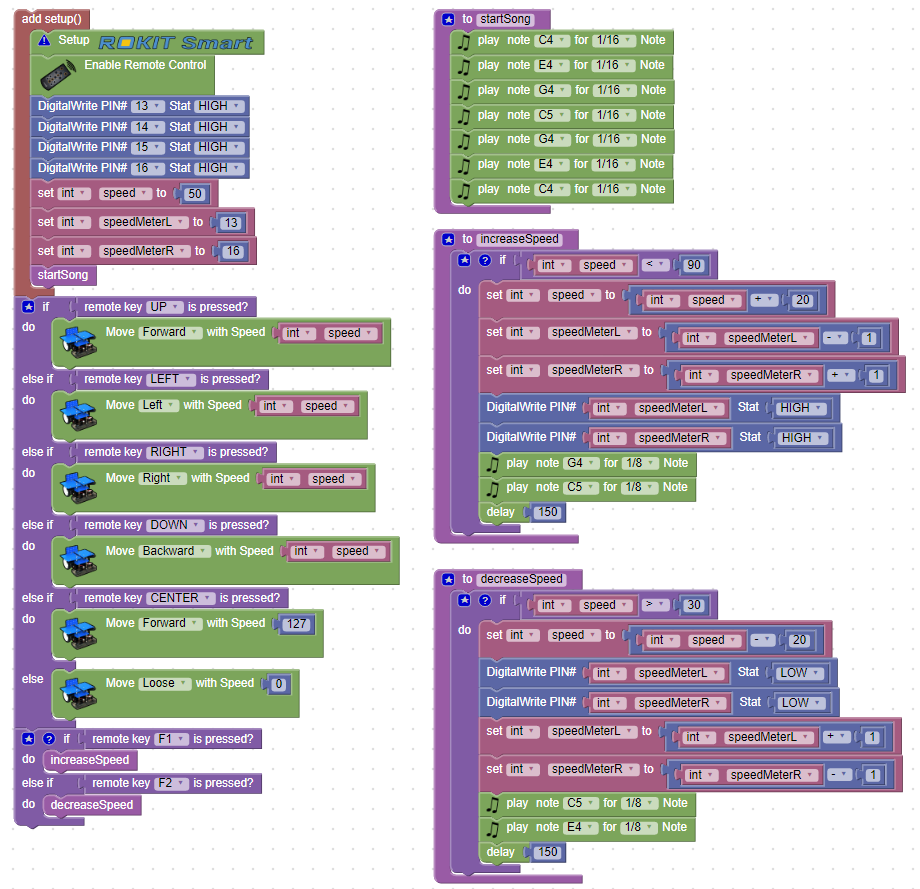 add setup()
Setup ROKIT Smart
Enable Remote Control
DigitalWrite PIN# 13 Stat HIGH
DigitalWrite PIN# 14 Stat HIGH
DigitalWrite PIN# 15 Stat HIGH
DigitalWrite PIN# 16 Stat HIGH
set int speed to 50
set int speedMeterL to 13
set int speedMeterR to 16
startSong
if remote key UP is pressed?
do Move Forward with Speed int speed
else if remote key LEFT is pressed?
do Move Left with Speed int speed
else if remote key RIGHT is pressed?
do Move Right with Speed int speed
else if remote key DOWN is pressed?
do Move Backward with Speed int speed
else if remote key CENTER is pressed?
do Move Forward with Speed 127
else Move Loose with Speed 0
? if remote key F1 is pressed?
do increaseSpeed
else if remote key F2 is pressed?
do decreaseSpeed
to startSong
play note C4 for 1/16 Note
play note E4 for 1/16 Note
play note G4 for 1/16 Note
play note C5 for 1/16 Note
play note G4 for 1/16 Note
play note E4 for 1/16 Note
play note C4 for 1/16 Note
to increaseSpeed
? if int speed < 90
do set int speed to int speed + 20
set int speedMeterL to int speedMeterL - 1
set int speedMeterR to int speedMeterR + 1
DigitalWrite PIN# int speedMeterL Stat HIGH
DigitalWrite PIN# int speedMeterR Stat HIGH
play note G4 for 1/8 Note
play note C5 for 1/8 Note
delay 150
to decreaseSpeed
? if int speed > 30
do set int speed to int speed - 20
DigitalWrite PIN# int speedMeterL Stat LOW
DigitalWrite PIN# int speedMeterR Stat LOW
set int speedMeterL to int speedMeterL + 1
set int speedMeterR to int speedMeterR - 1
play note C5 for 1/8 Note
play note E4 for 1/8 Note
delay 150